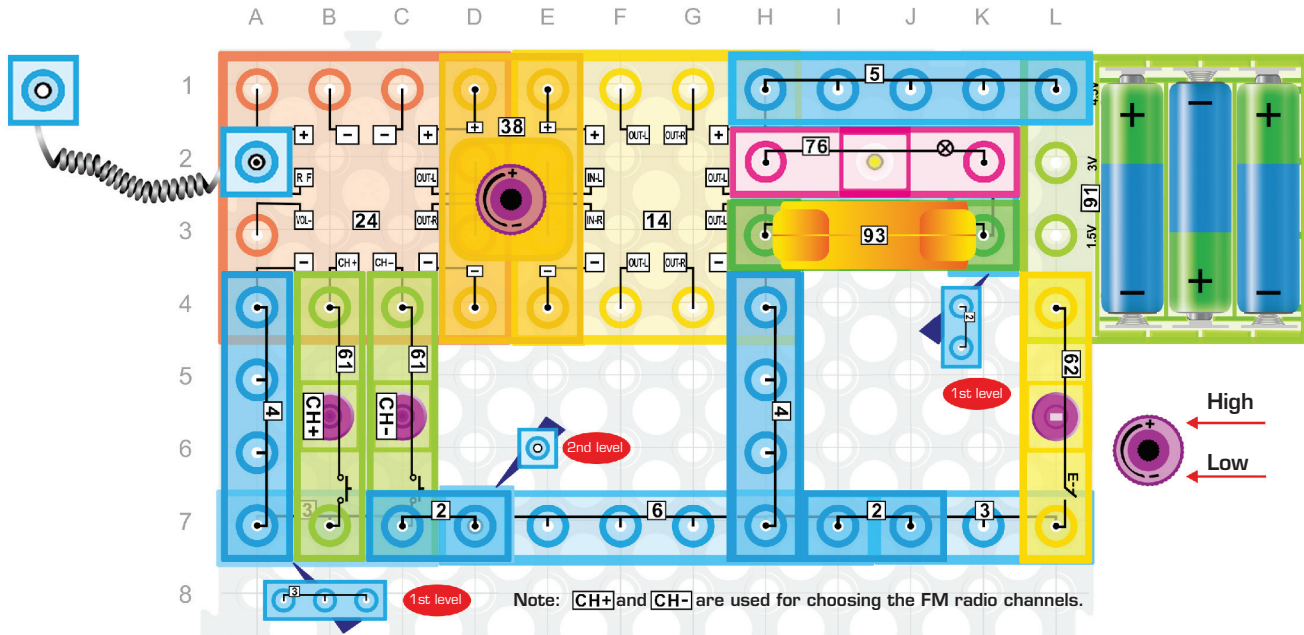 A B C D E F G H I J K L
1 5 4.5V
+ - - + + 38 + + OUT-L OUT-R +
2 76 3V
R F OUT-L + IN-L OUT-L 91
VOL- 24 OUT-R - IN-R 14 OUT-L 93
3 1.5V
- CH+ CH- - - - - OUT-L OUT-R -
4 2
61 61 62
5 1st level
4 CH+ CH- 4 High
+
6 2nd level Low
- E-
7 3 2 6 2 3
3
8 1st level Note: CH+ and CH- are used for choosing the FM radio channels.